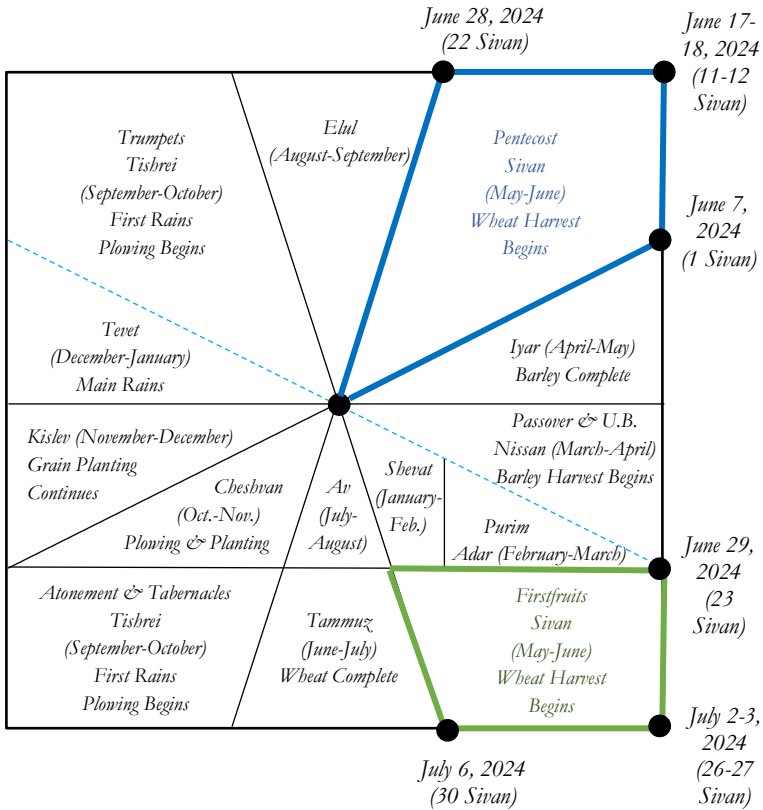 June 28, 2024
(22 Sivan)
June 17-
18, 2024
(11-12
Sivan)
Trumpets
Tishrei
(September-October)
First Rains
Plowing Begins
Elul
(August-September)
Pentecost
Sivan
(May-June)
Wheat Harvest
Begins
June 7,
2024
(1 Sivan)
Tevet
(December-January)
Main Rains
Iyar (April-May)
Barley Complete
Kislev (November-December)
Grain Planting
Continues
Cheshvan
(Oct.-Nov.)
Plowing & Planting
Av
(July-
August)
Shevat
(January-
Feb.)
Passover & U.B.
Nissan (March-April)
Barley Harvest Begins
Purim
Adar (February-March)
June 29,
2024
(23
Sivan)
Atonement & Tabernacles
Tishrei
(September-October)
First Rains
Plowing Begins
Tammuz
(June-July)
Wheat Complete
Firstfruits
Sivan
(May-June)
Wheat Harvest
Begins
July 2-3,
2024
(26-27
Sivan)
July 6, 2024
(30 Sivan)